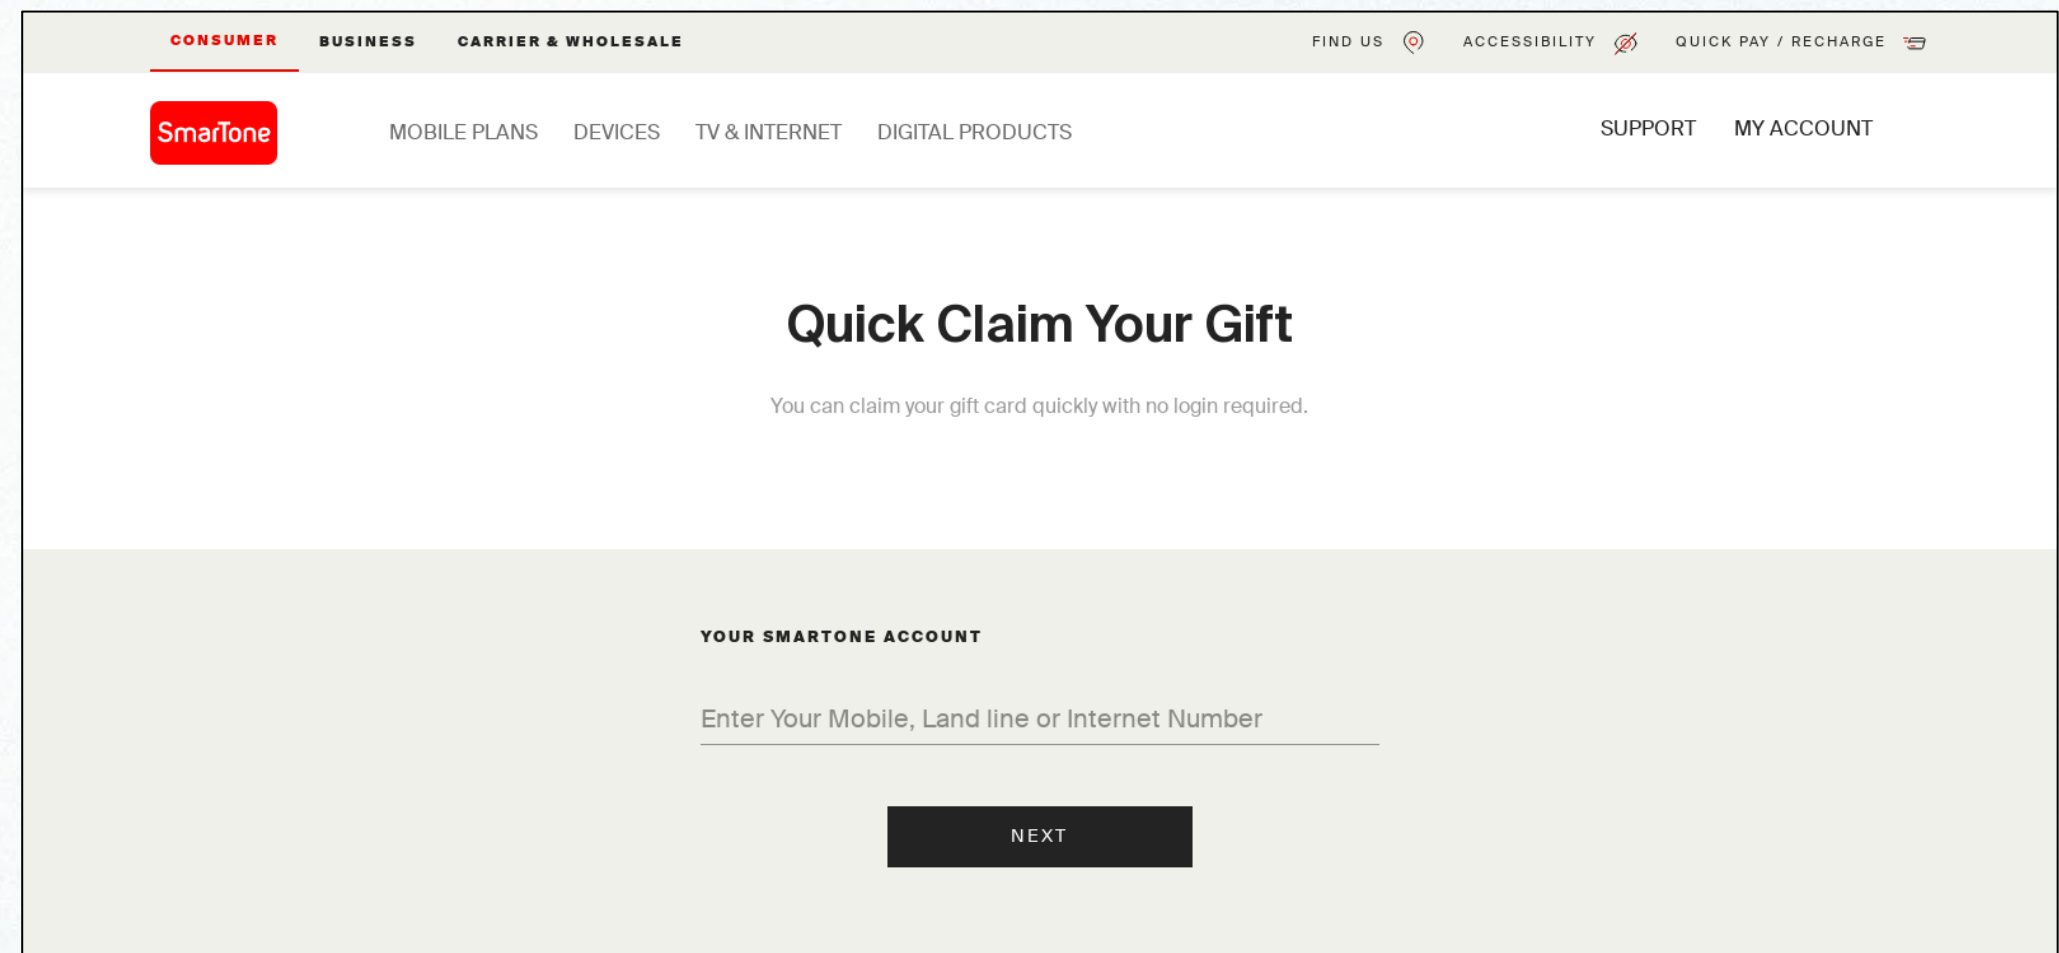 CONSUMER BUSINESS CARRIER & WHOLESALE FIND US ACCESSIBILITY QUICK PAY / RECHARGE
SmarTone MOBILE PLANS DEVICES TV & INTERNET DIGITAL PRODUCTS SUPPORT MY ACCOUNT
Quick Claim Your Gift
You can claim your gift card quickly with no login required.
YOUR SMARTONE ACCOUNT
Enter Your Mobile, Land line or Internet Number
NEXT